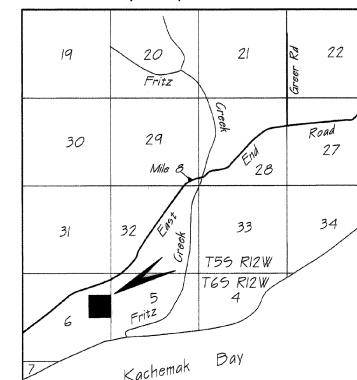 19
20
21
22
Fritz
Creek
Greer Rd
30
29
Mile 8
East
End
Road
28
27
31
32
33
34
Creek
T5S R12W
T6S R12W
6
5
4
Fritz
7
Kachemak Bay